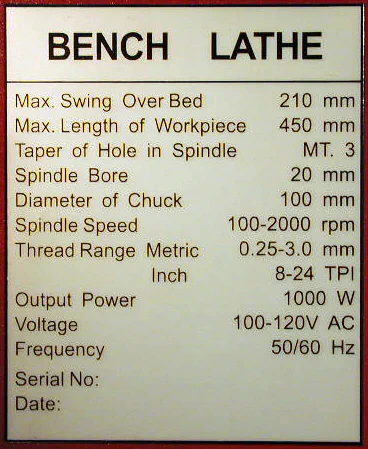 BENCH LATHE
Max. Swing Over Bed 210 mm
Max. Length of Workpiece 450 mm
Taper of Hole in Spindle MT. 3
Spindle Bore 20 mm
Diameter of Chuck 100 mm
Spindle Speed 100-2000 rpm
Thread Range Metric 0.25-3.0 mm
Inch 8-24 TPI
Output Power 1000 W
Voltage 100-120V AC
Frequency 50/60 Hz
Serial No:
Date: